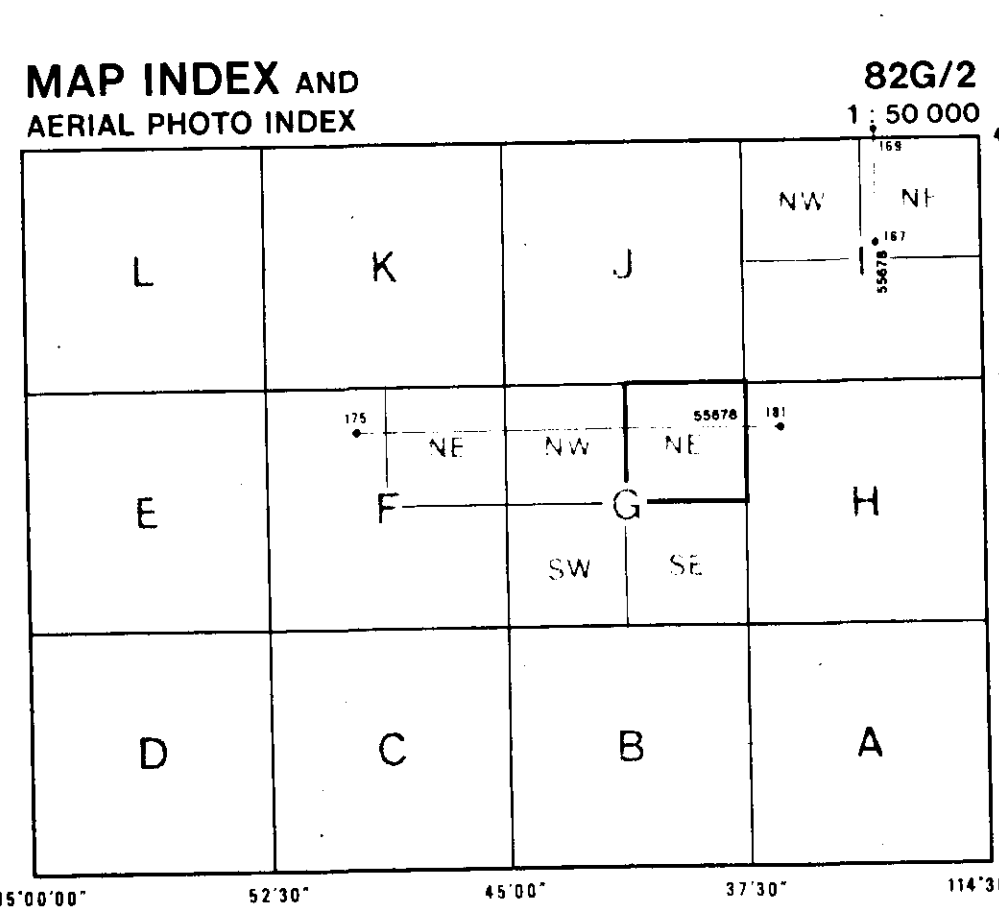 MAP INDEX AND
82G/2
AERIAL PHOTO INDEX
1 : 50 000
169
NW
167
L
K
J
I
55678
175
NE
NW
NE
55678
181
E
F
G
H
SW
SE
D
C
B
A
52'30"
45'00"
37'30"